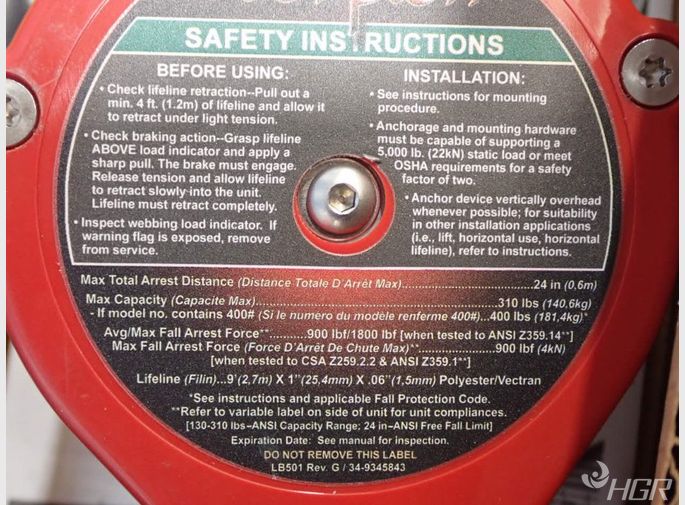 SAFETY INSTRUCTIONS
BEFORE USING:
• Check lifeline retraction--Pull out a
min. 4 ft. (1.2m) of lifeline and allow it
to retract under light tension.
• Check braking action--Grasp lifeline
ABOVE load indicator and apply a
sharp pull. The brake must engage.
Release tension and allow lifeline
to retract slowly into the unit.
Lifeline must retract completely.
• Inspect webbing load indicator. If
warning flag is exposed, remove
from service.
INSTALLATION:
• See instructions for mounting
procedure.
• Anchorage and mounting hardware
must be capable of supporting a
5,000 lb. (22kN) static load or meet
OSHA requirements for a safety
factor of two.
• Anchor device vertically overhead
whenever possible; for suitability
in other installation applications
(i.e., lift, horizontal use, horizontal
lifeline), refer to instructions.
Max Total Arrest Distance (Distance Totale D'Arrêt Max)..............................24 in (0,6m)
Max Capacity (Capacite Max).....................................................310 lbs (140,6kg)
- If model no. contains 400# (Si le numero du modèle renferme 400#)...400 lbs (181,4kg)*
Avg/Max Fall Arrest Force**...........900 lbf/1800 lbf [when tested to ANSI Z359.14**]
Max Fall Arrest Force (Force D'Arrêt De Chute Max)**.................900 lbf (4kN)
[when tested to CSA Z259.2.2 & ANSI Z359.1**]
Lifeline (Filin)...9' (2,7m) X 1" (25,4mm) X .06" (1,5mm) Polyester/Vectran
*See instructions and applicable Fall Protection Code.
**Refer to variable label on side of unit for unit compliances.
[130-310 lbs–ANSI Capacity Range; 24 in–ANSI Free Fall Limit]
Expiration Date: See manual for inspection.
DO NOT REMOVE THIS LABEL
LB501 Rev. G / 34-9345843
HGR